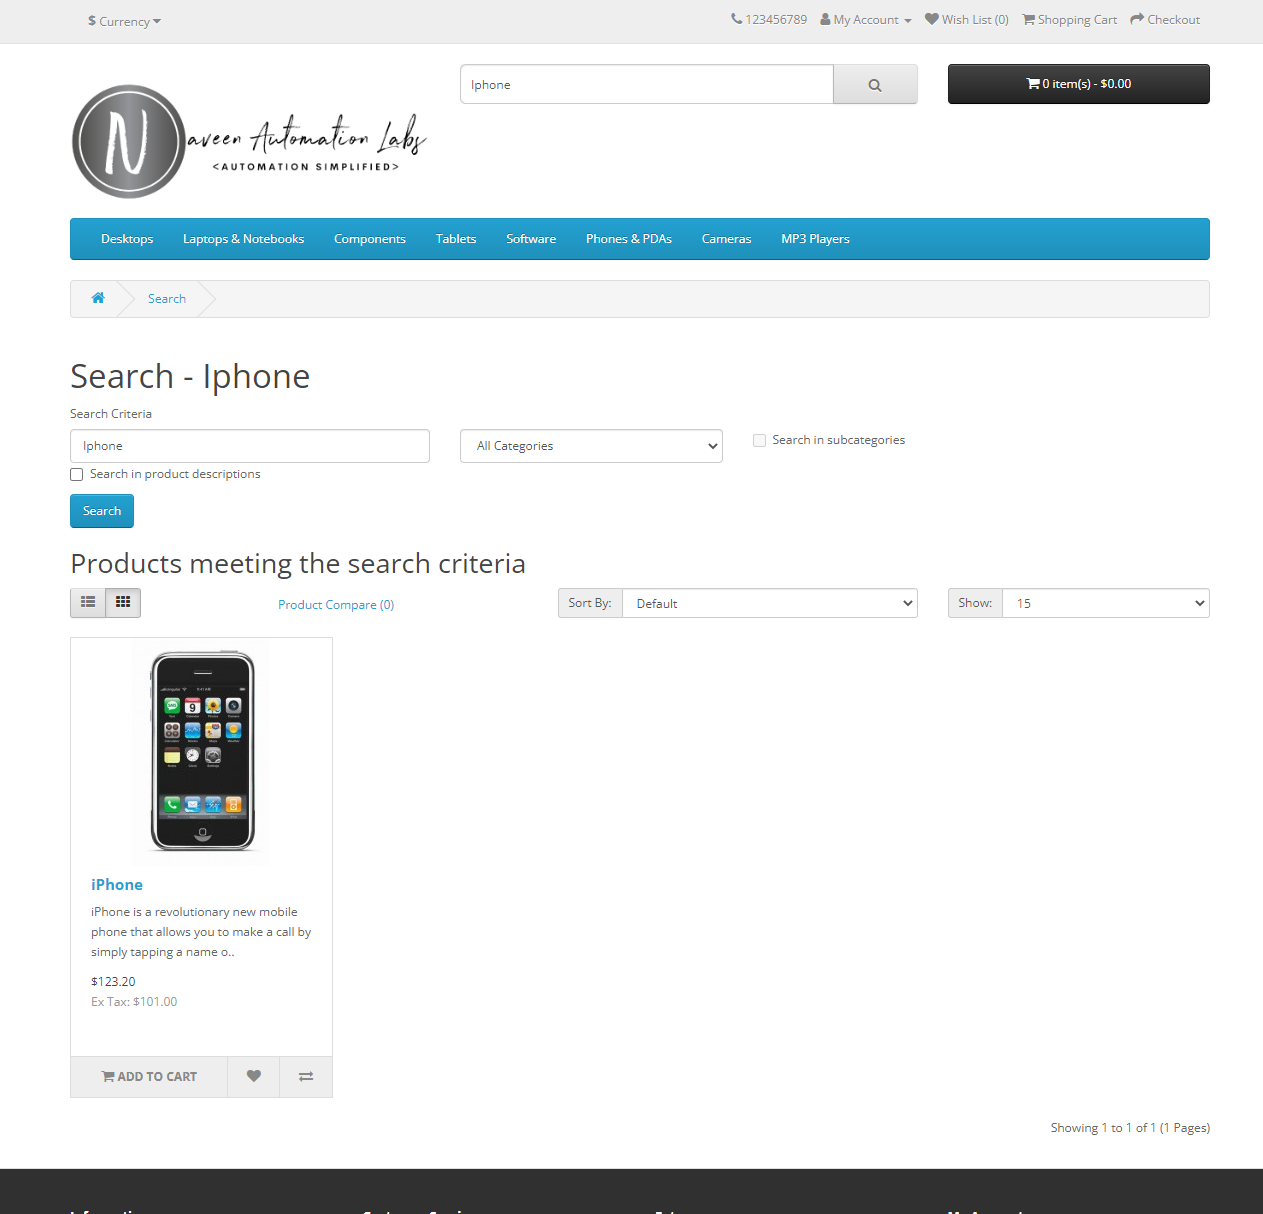 $ Currency
123456789 My Account Wish List (0) Shopping Cart Checkout
Iphone
0 item(s) - $0.00
N aveen Automation Labs
<AUTOMATION SIMPLIFIED>
Desktops Laptops & Notebooks Components Tablets Software Phones & PDAs Cameras MP3 Players
Search
Search - Iphone
Search Criteria
Iphone All Categories Search in subcategories
Search in product descriptions
Search
Products meeting the search criteria
Product Compare (0) Sort By: Default Show: 15
iPhone
iPhone is a revolutionary new mobile
phone that allows you to make a call by
simply tapping a name o..
$123.20
Ex Tax: $101.00
ADD TO CART
Showing 1 to 1 of 1 (1 Pages)